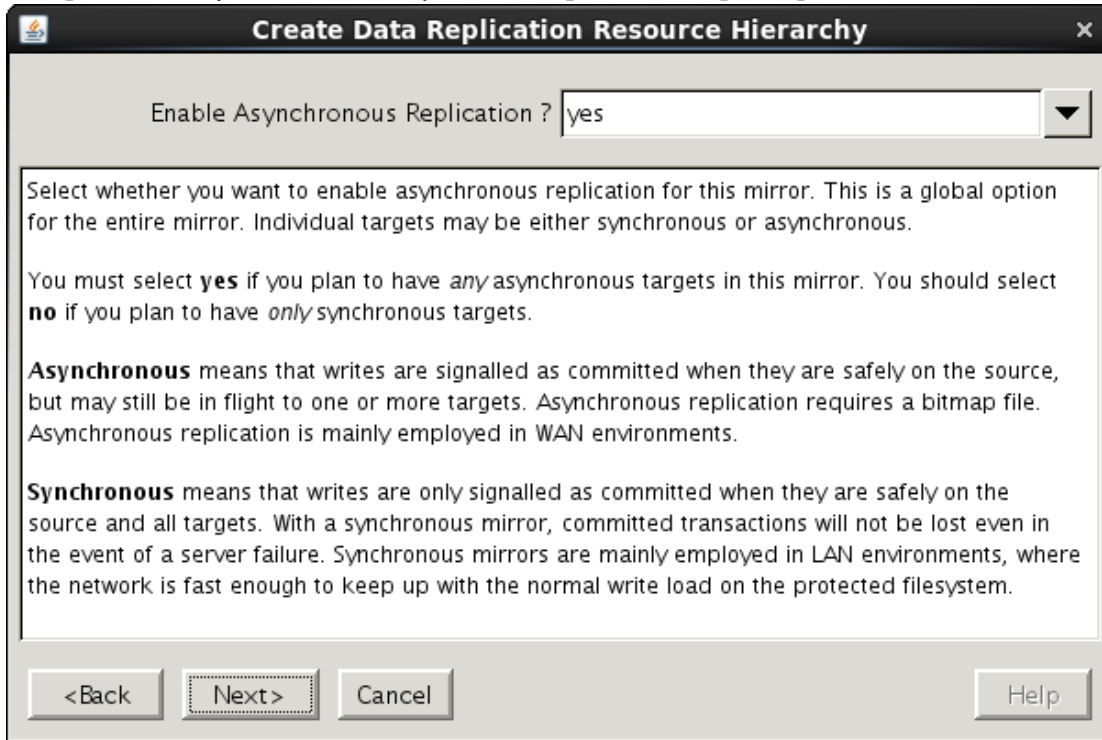 Create Data Replication Resource Hierarchy
Enable Asynchronous Replication ? yes
Select whether you want to enable asynchronous replication for this mirror. This is a global option
for the entire mirror. Individual targets may be either synchronous or asynchronous.
You must select yes if you plan to have any asynchronous targets in this mirror. You should select
no if you plan to have only synchronous targets.
Asynchronous means that writes are signalled as committed when they are safely on the source,
but may still be in flight to one or more targets. Asynchronous replication requires a bitmap file.
Asynchronous replication is mainly employed in WAN environments.
Synchronous means that writes are only signalled as committed when they are safely on the
source and all targets. With a synchronous mirror, committed transactions will not be lost even in
the event of a server failure. Synchronous mirrors are mainly employed in LAN environments, where
the network is fast enough to keep up with the normal write load on the protected filesystem.
<Back Next> Cancel Help